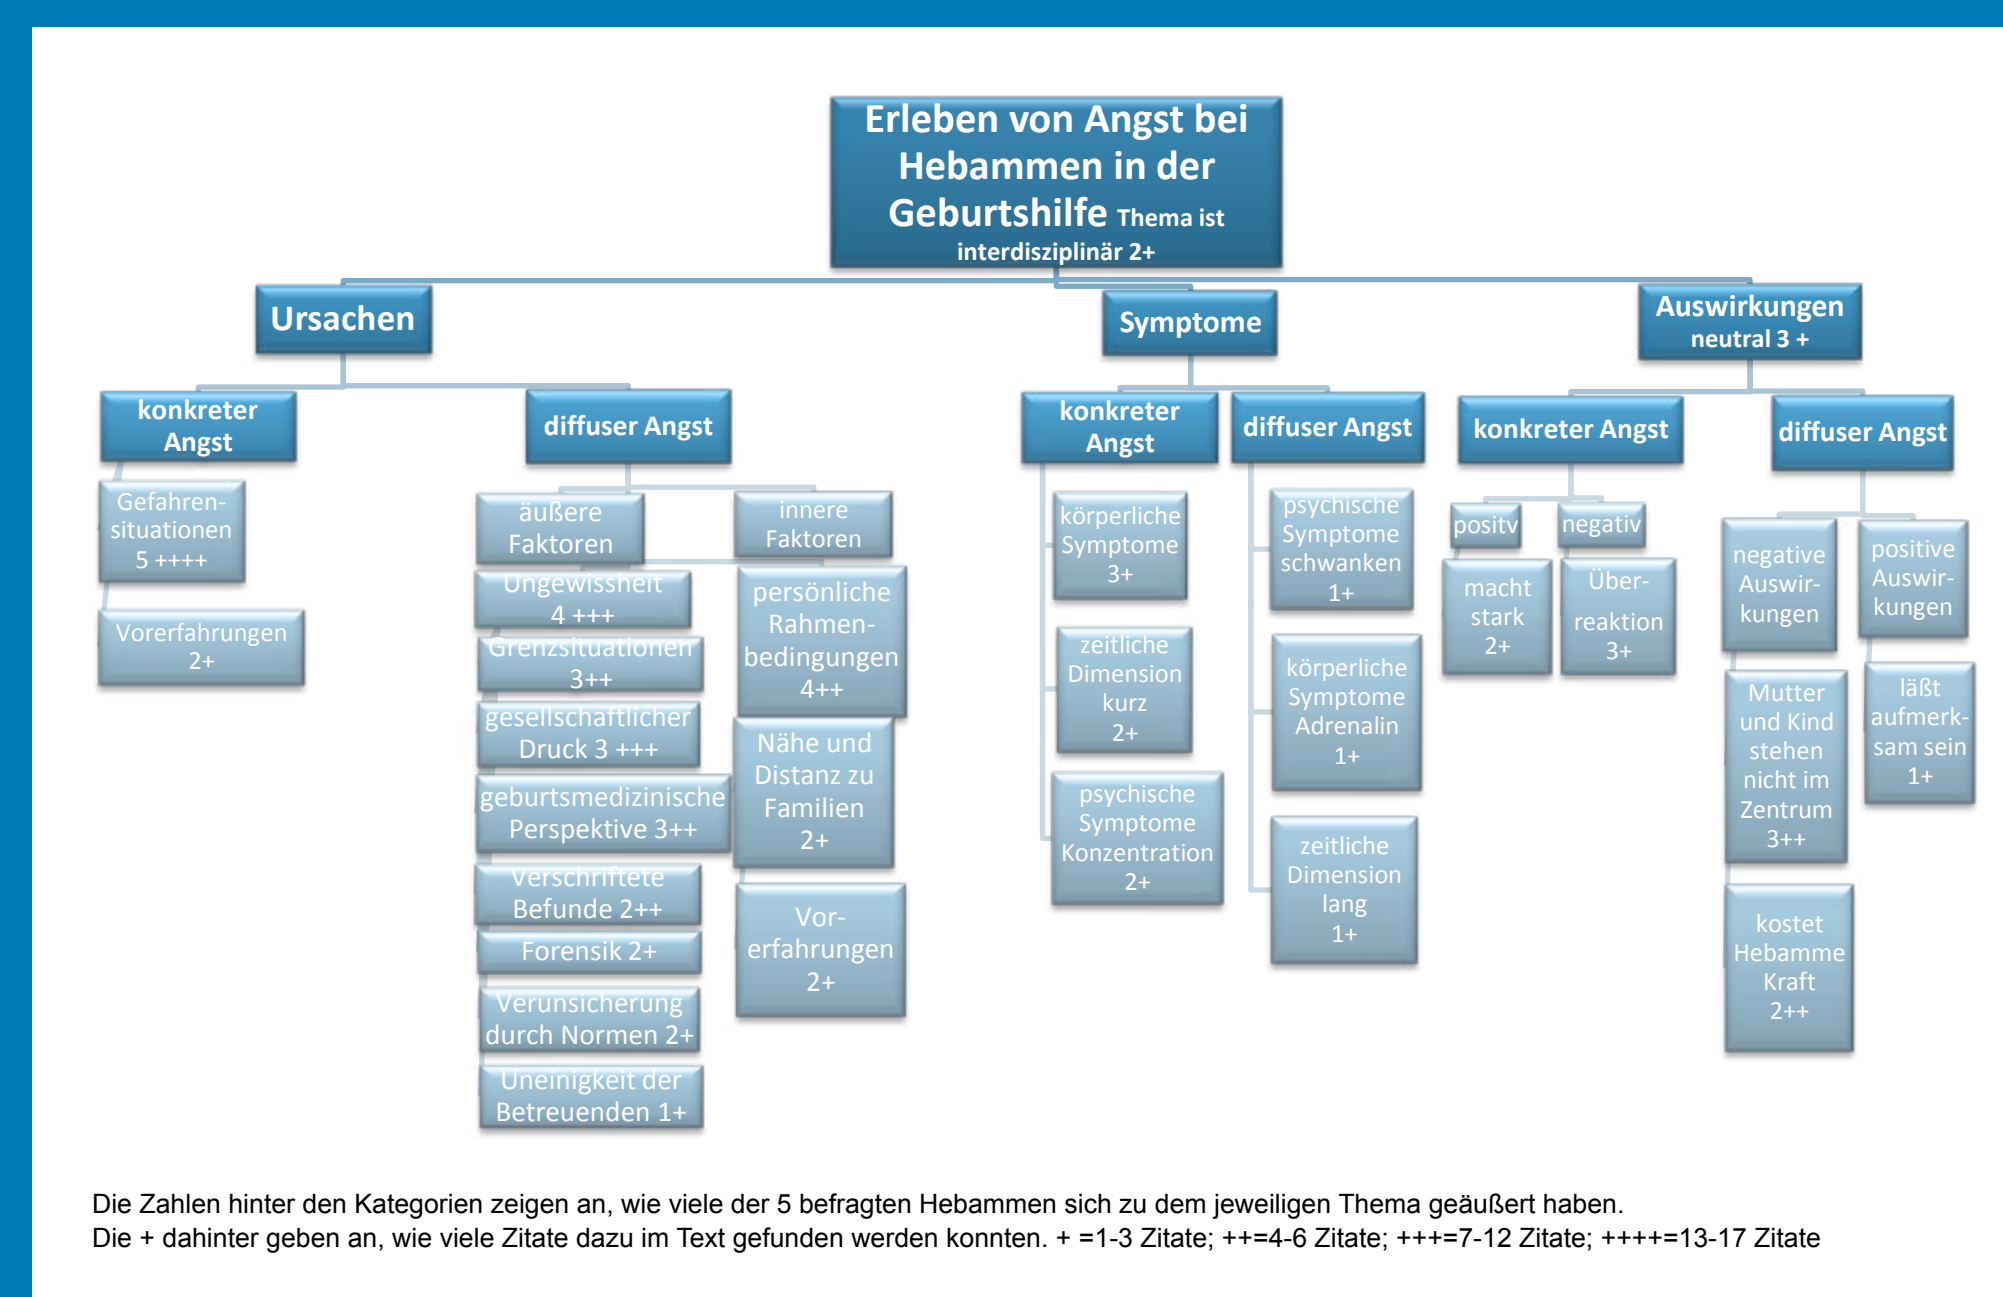 Erleben von Angst bei
Hebammen in der
Geburtshilfe Thema ist
interdisziplinär 2+
Ursachen
konkreter
Angst
Gefahren-
situationen
5 ++++
Vorerfahrungen
2+
diffuser Angst
äußere
Faktoren
Ungewissheit
4 +++
Grenzsituationen
3++
gesellschaftlicher
Druck 3 +++
geburtsmedizinische
Perspektive 3++
Verschriftete
Befunde 2++
Forensik 2+
Verunsicherung
durch Normen 2+
Uneinigkeit der
Betreuenden 1+
innere
Faktoren
persönliche
Rahmen-
bedingungen
4++
Nähe und
Distanz zu
Familien
2+
Vor-
erfahrungen
2+
Symptome
konkreter
Angst
körperliche
Symptome
3+
zeitliche
Dimension
kurz
2+
psychische
Symptome
Konzentration
2+
diffuser Angst
psychische
Symptome
schwanken
1+
körperliche
Symptome
Adrenalin
1+
zeitliche
Dimension
lang
1+
Auswirkungen
neutral 3 +
konkreter Angst
positv
macht
stark
2+
negativ
Über-
reaktion
3+
diffuser Angst
negative
Auswir-
kungen
Mutter
und Kind
stehen
nicht im
Zentrum
3++
kostet
Hebamme
Kraft
2++
positive
Auswir-
kungen
läßt
aufmerk-
sam sein
1+
Die Zahlen hinter den Kategorien zeigen an, wie viele der 5 befragten Hebammen sich zu dem jeweiligen Thema geäußert haben.
Die + dahinter geben an, wie viele Zitate dazu im Text gefunden werden konnten. + =1-3 Zitate; ++=4-6 Zitate; +++=7-12 Zitate; ++++=13-17 Zitate